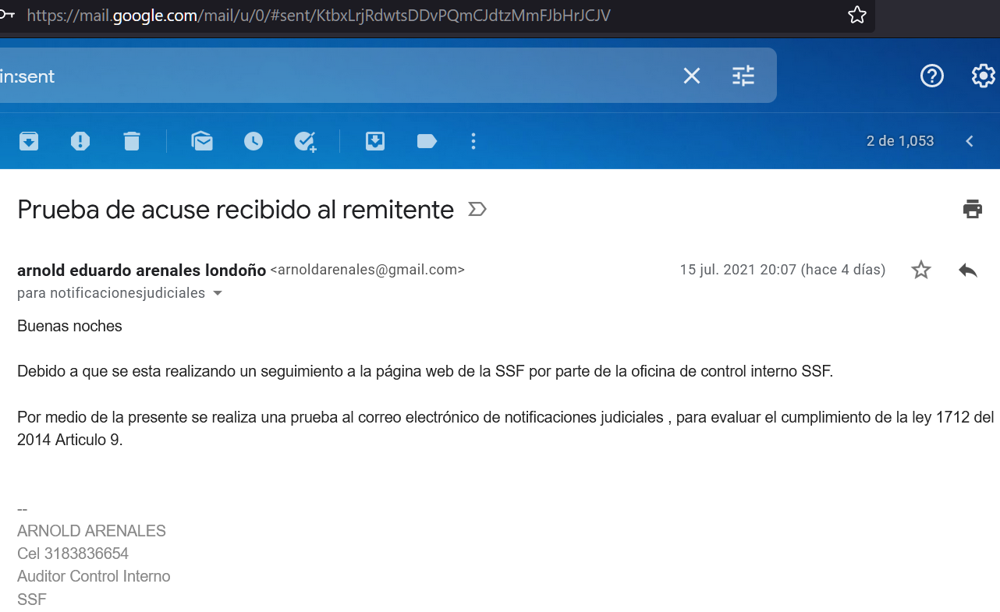 https://mail.google.com/mail/u/0/#sent/KtbxLrjRdwtsDDvPQmCJdtzMmFJbHrJCJV
in:sent
2 de 1,053
Prueba de acuse recibido al remitente
arnold eduardo arenales londoño <arnoldarenales@gmail.com>
15 jul. 2021 20:07 (hace 4 días)
para notificacionesjudiciales
Buenas noches
Debido a que se esta realizando un seguimiento a la página web de la SSF por parte de la oficina de control interno SSF.
Por medio de la presente se realiza una prueba al correo electrónico de notificaciones judiciales , para evaluar el cumplimiento de la ley 1712 del
2014 Articulo 9.
--
ARNOLD ARENALES
Cel 3183836654
Auditor Control Interno
SSF